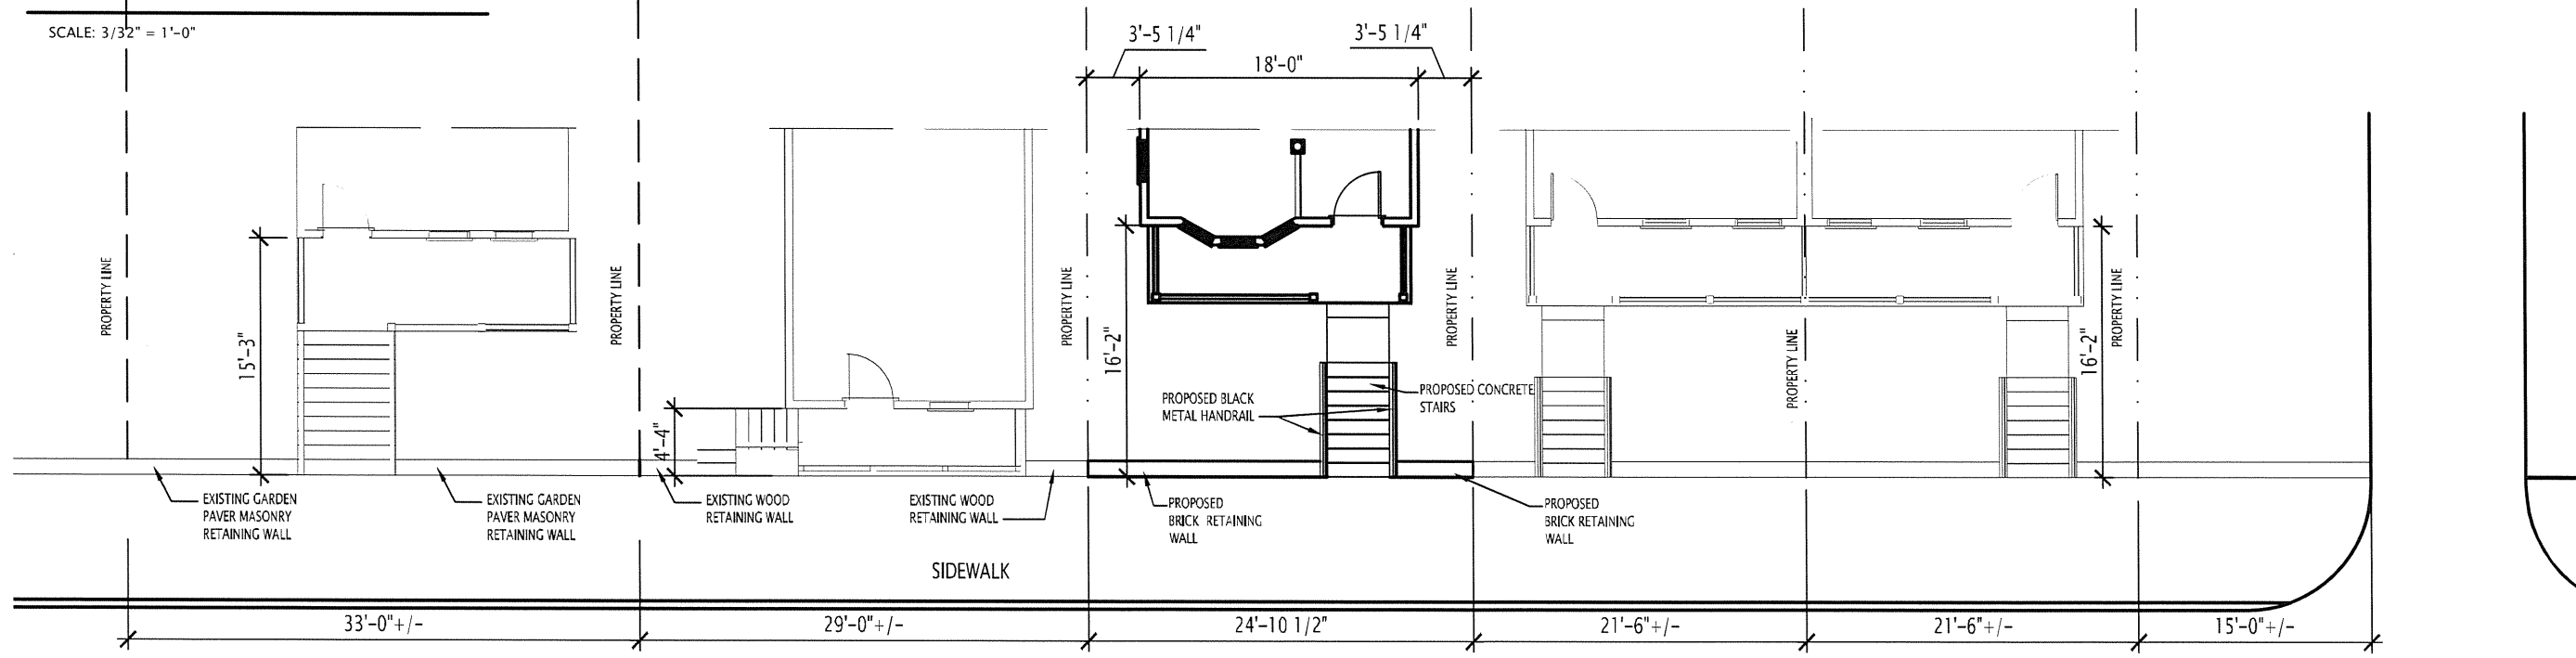 SCALE: 3/32" = 1'-0"
3'-5 1/4"
3'-5 1/4"
18'-0"
PROPERTY LINE
PROPERTY LINE
PROPERTY LINE
PROPERTY LINE
PROPERTY LINE
PROPERTY LINE
15'-3"
4'-4"
16'-2"
16'-2"
PROPOSED BLACK
METAL HANDRAIL
PROPOSED CONCRETE
STAIRS
EXISTING GARDEN
PAVER MASONRY
RETAINING WALL
EXISTING GARDEN
PAVER MASONRY
RETAINING WALL
EXISTING WOOD
RETAINING WALL
EXISTING WOOD
RETAINING WALL
PROPOSED
BRICK RETAINING
WALL
PROPOSED
BRICK RETAINING
WALL
SIDEWALK
33'-0"+/-
29'-0"+/-
24'-10 1/2"
21'-6"+/-
21'-6"+/-
15'-0"+/-